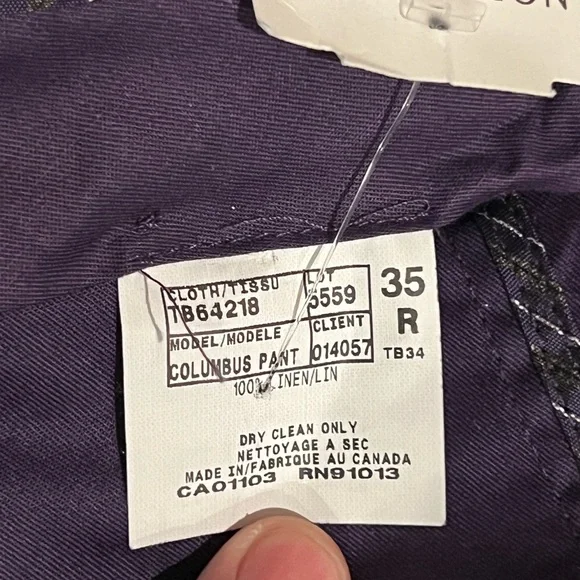 ON
CLOTH/TISSU LOT
TB64218 5559 35
MODEL/MODELE CLIENT R
COLUMBUS PANT 014057 TB34
100% LINEN/LIN
DRY CLEAN ONLY
NETTOYAGE A SEC
MADE IN/FABRIQUE AU CANADA
CA01103 RN91013